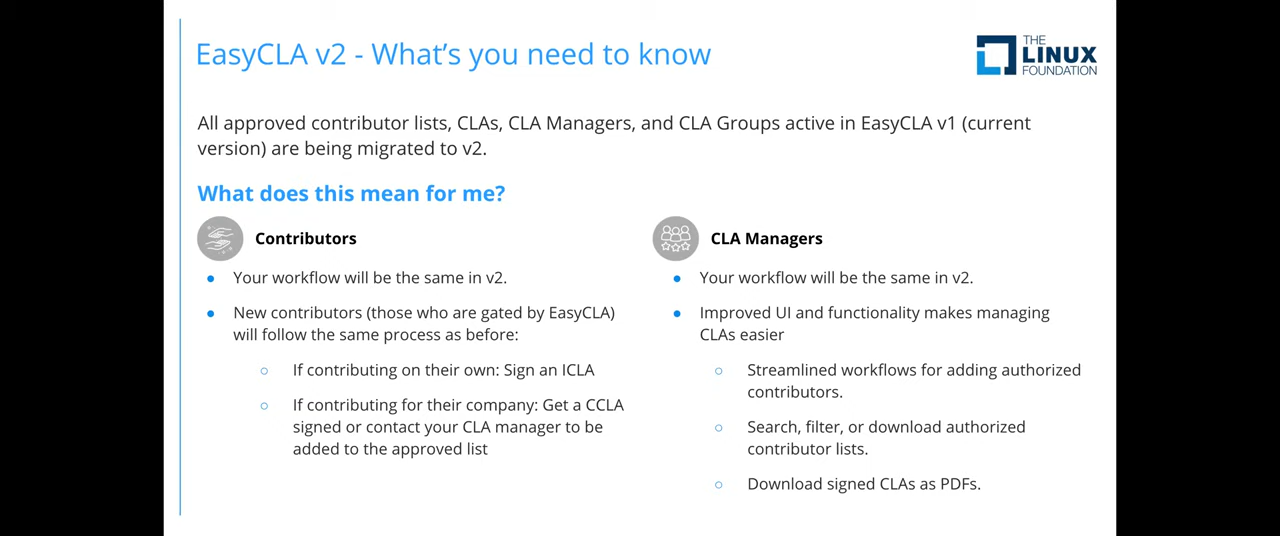 EasyCLA v2 - What's you need to know
THE
LINUX
FOUNDATION
All approved contributor lists, CLAs, CLA Managers, and CLA Groups active in EasyCLA v1 (current
version) are being migrated to v2.
What does this mean for me?
Contributors
• Your workflow will be the same in v2.
• New contributors (those who are gated by EasyCLA)
will follow the same process as before:
○ If contributing on their own: Sign an ICLA
○ If contributing for their company: Get a CCLA
signed or contact your CLA manager to be
added to the approved list
CLA Managers
• Your workflow will be the same in v2.
• Improved UI and functionality makes managing
CLAs easier
○ Streamlined workflows for adding authorized
contributors.
○ Search, filter, or download authorized
contributor lists.
○ Download signed CLAs as PDFs.